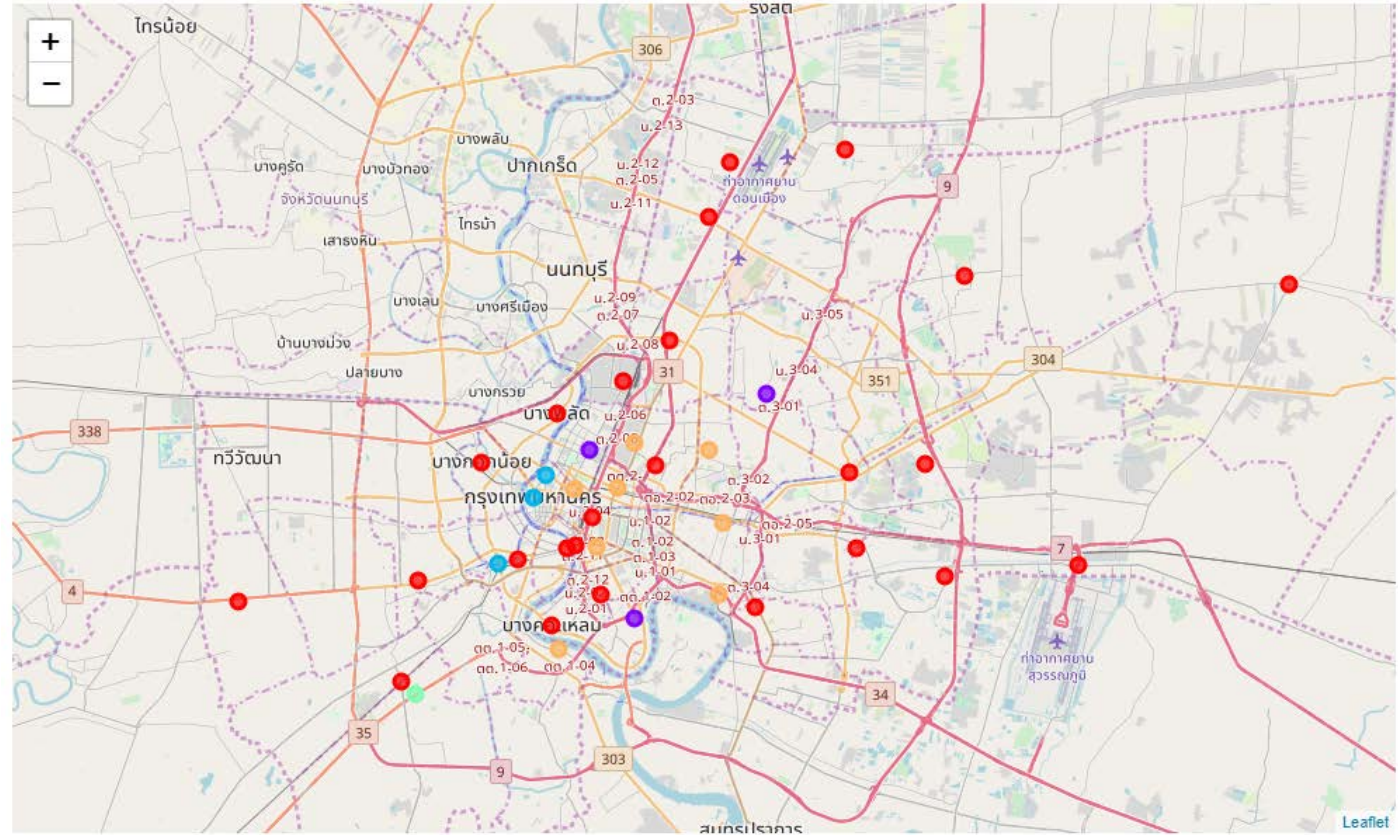 +
−
ไทรน้อย
รังสิต
306
ต.2-03
น.2-13
บางพลับ
บางคูรัด
บางบัวทอง
ปากเกร็ด
น.2-12
ต.2-05
น.2-11
ท่าอากาศยาน
ดอนเมือง
9
จังหวัดนนทบุรี
ไทรม้า
เสาธงหิน
นนทบุรี
บางเลน
บางศรีเมือง
น.2-09
ต.2-07
น.3-05
บ้านบางม่วง
น.2-08
304
ปลายบาง
31
น.3-04
351
บางกรวย
ต.3-01
น.2-06
338
ทวีวัฒนา
ต.3-02
กรุงเทพมหานคร
ตอ.2-02
ตอ.2-03
น.1-02
ตอ.2-05
น.3-01
ต.1-02
7
ต.1-03
น.1-01
4
ต.2-12
ต.3-04
ตต.1-02
น.2-01
ตต.1-05
ตต.1-04
ตต.1-06
ท่าอากาศยาน
สุวรรณภูมิ
34
35
303
9
สมุทรปราการ
Leaflet